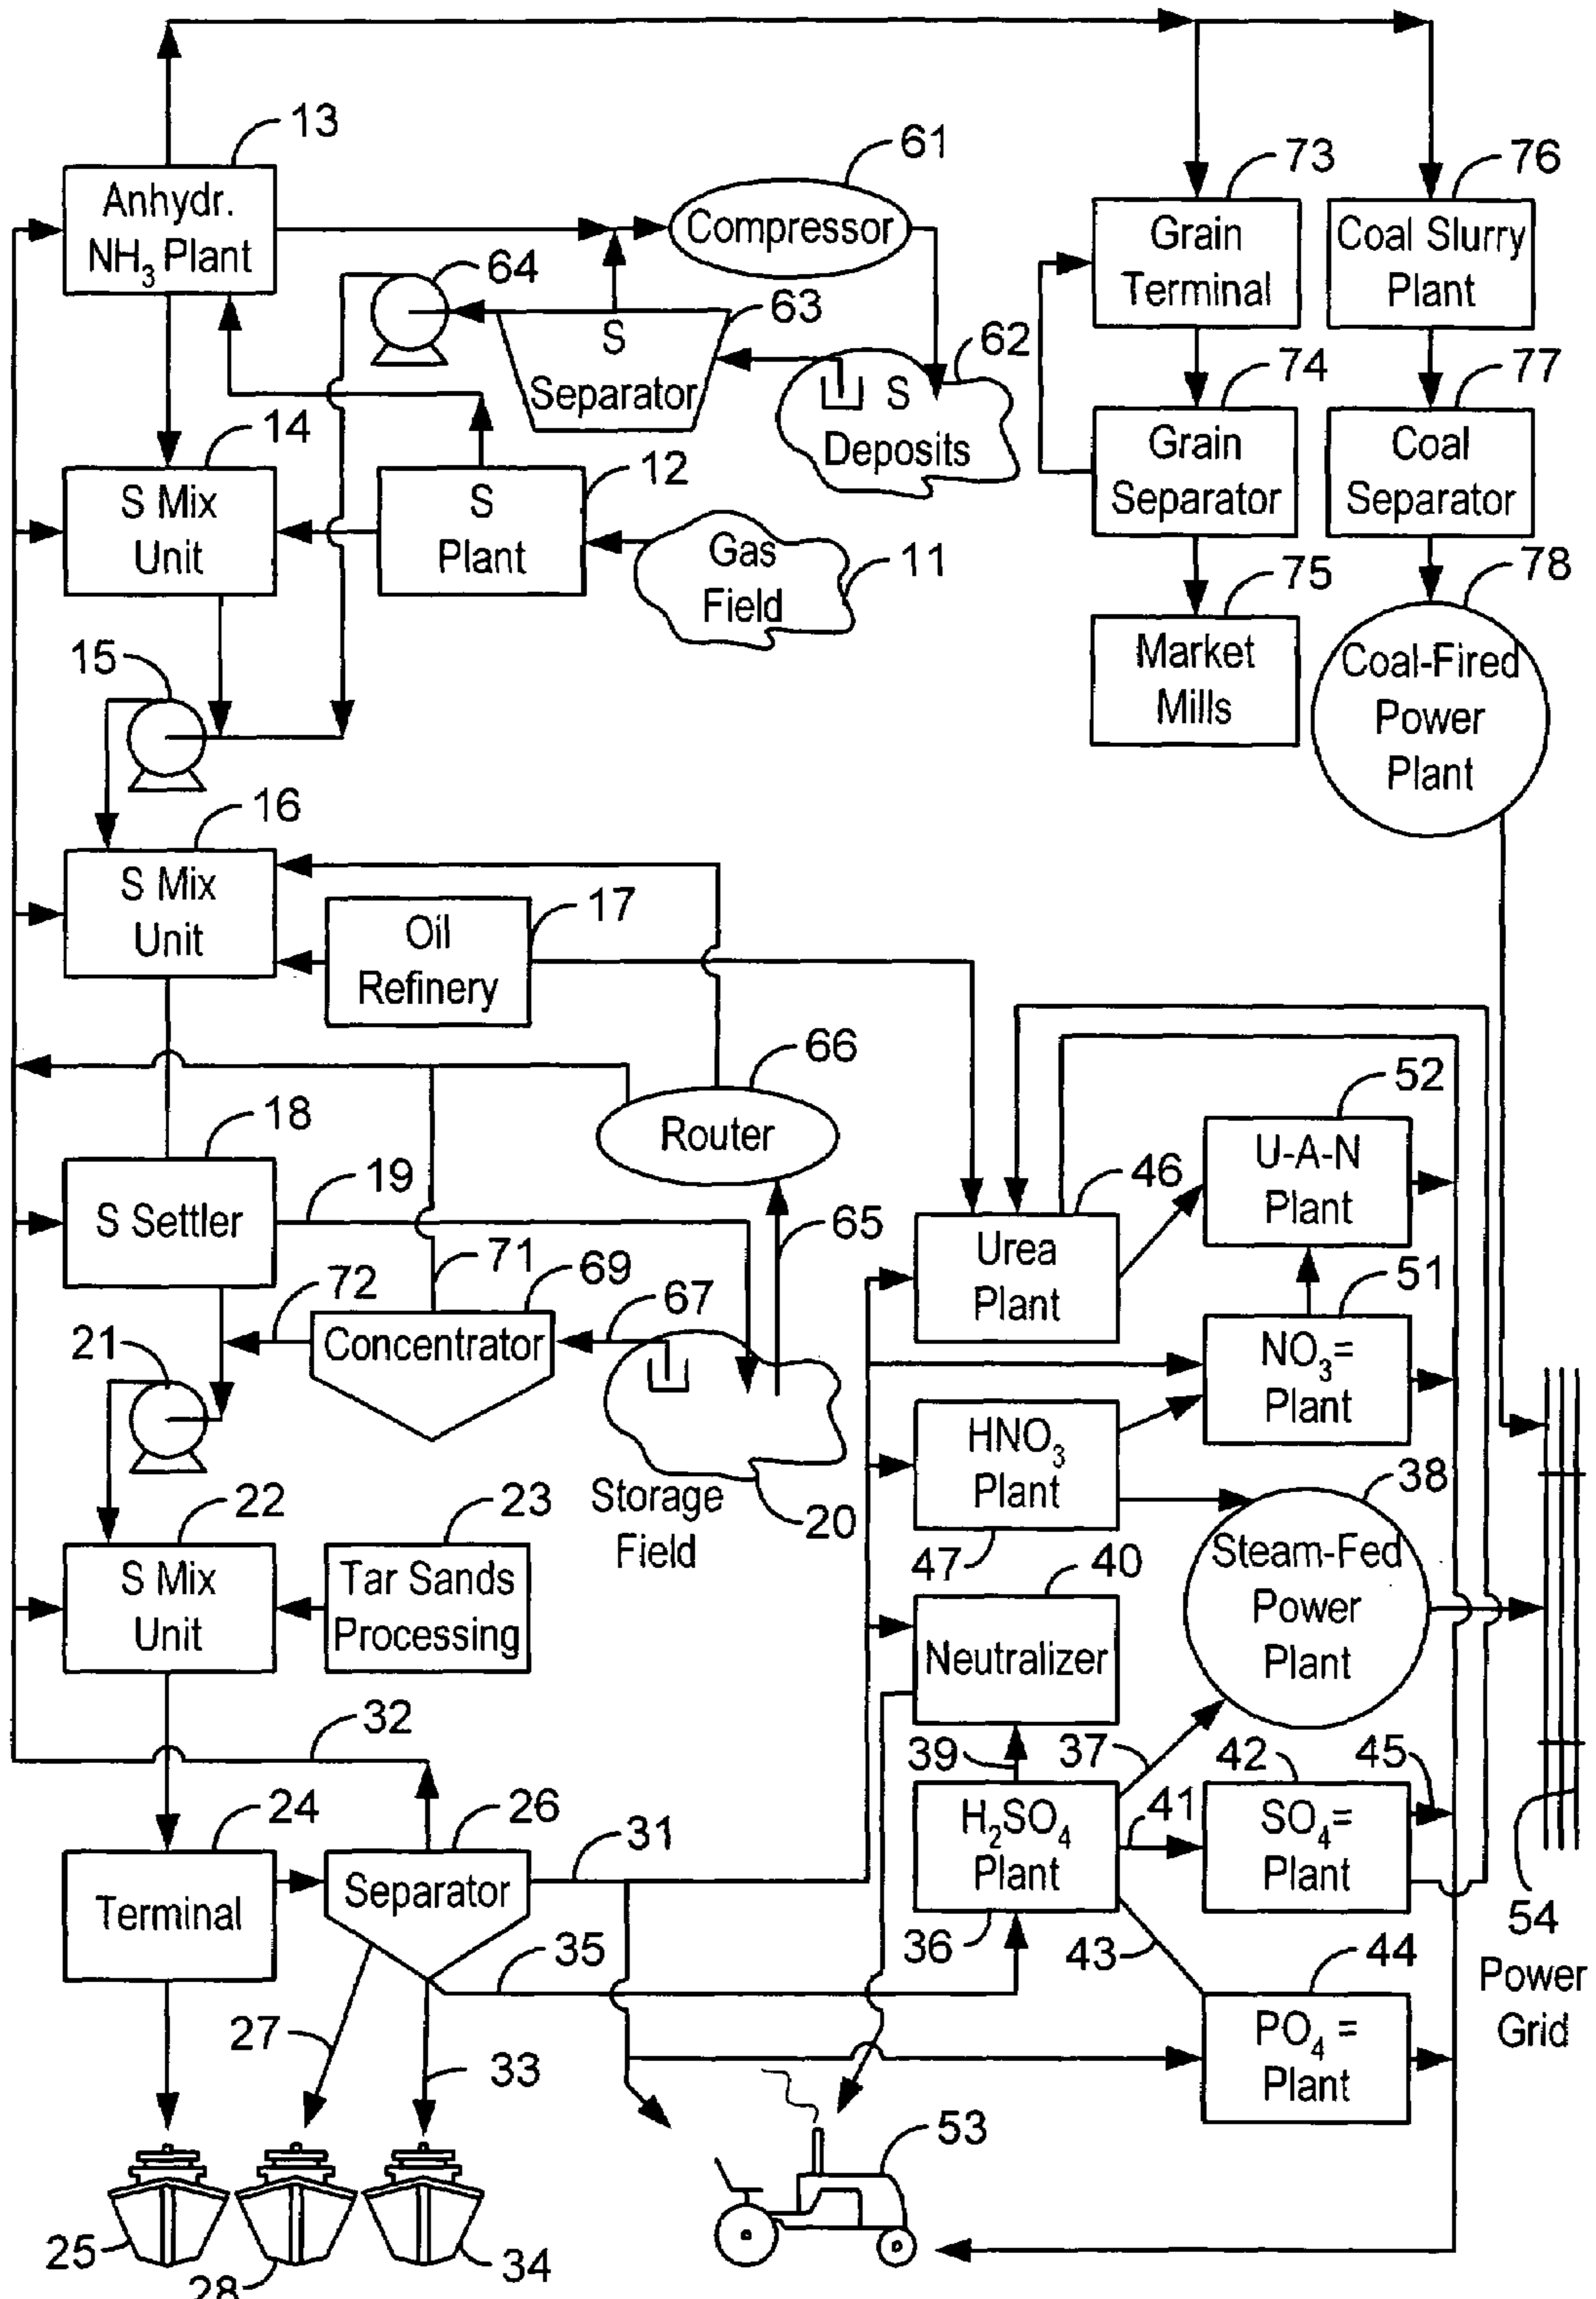 13
Anhydr.
NH₃ Plant
61
Compressor
73
Grain
Terminal
76
Coal Slurry
Plant
64
63
S
Separator
62
S
Deposits
74
Grain
Separator
77
Coal
Separator
14
S Mix
Unit
12
S
Plant
Gas
Field
11
75
Market
Mills
78
Coal-Fired
Power
Plant
15
16
S Mix
Unit
17
Oil
Refinery
66
Router
52
U-A-N
Plant
18
S Settler
19
65
46
Urea
Plant
71
69
72
Concentrator
67
51
NO₃=
Plant
21
HNO₃
Plant
47
38
Steam-Fed
Power
Plant
Storage
Field
20
22
S Mix
Unit
23
Tar Sands
Processing
40
Neutralizer
32
39
37
42
45
24
Terminal
26
Separator
31
H₂SO₄
Plant
36
41
SO₄=
Plant
54
Power
Grid
35
43
44
PO₄ =
Plant
27
33
53
25
28
34